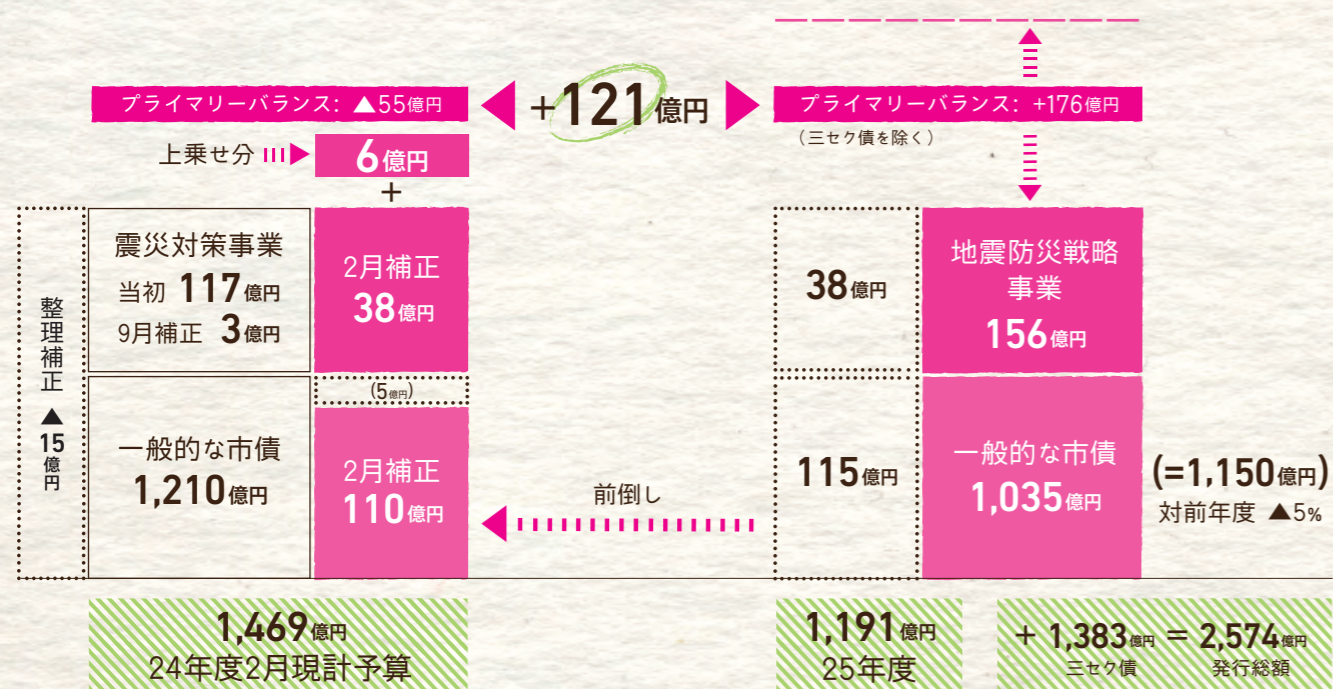 プライマリーバランス: ▲55億円
+121億円
プライマリーバランス: +176億円
(三セク債を除く)
上乗せ分
6億円
+
整理補正 ▲15億円
震災対策事業
当初 117億円
9月補正 3億円
2月補正
38億円
(5億円)
一般的な市債
1,210億円
2月補正
110億円
前倒し
38億円
地震防災戦略
事業
156億円
115億円
一般的な市債
1,035億円
(=1,150億円)
対前年度 ▲5%
1,469億円
24年度2月現計予算
1,191億円
25年度
+ 1,383億円 = 2,574億円
三セク債 発行総額